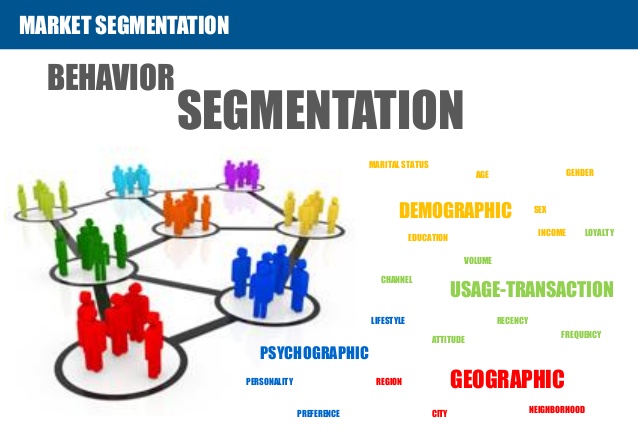 MARKET SEGMENTATION
BEHAVIOR
SEGMENTATION
MARITAL STATUS
AGE
GENDER
DEMOGRAPHIC
SEX
EDUCATION
INCOME
LOYALTY
VOLUME
CHANNEL
USAGE-TRANSACTION
LIFESTYLE
RECENCY
ATTITUDE
FREQUENCY
PSYCHOGRAPHIC
PERSONALITY
REGION
GEOGRAPHIC
PREFERENCE
CITY
NEIGHBORHOOD